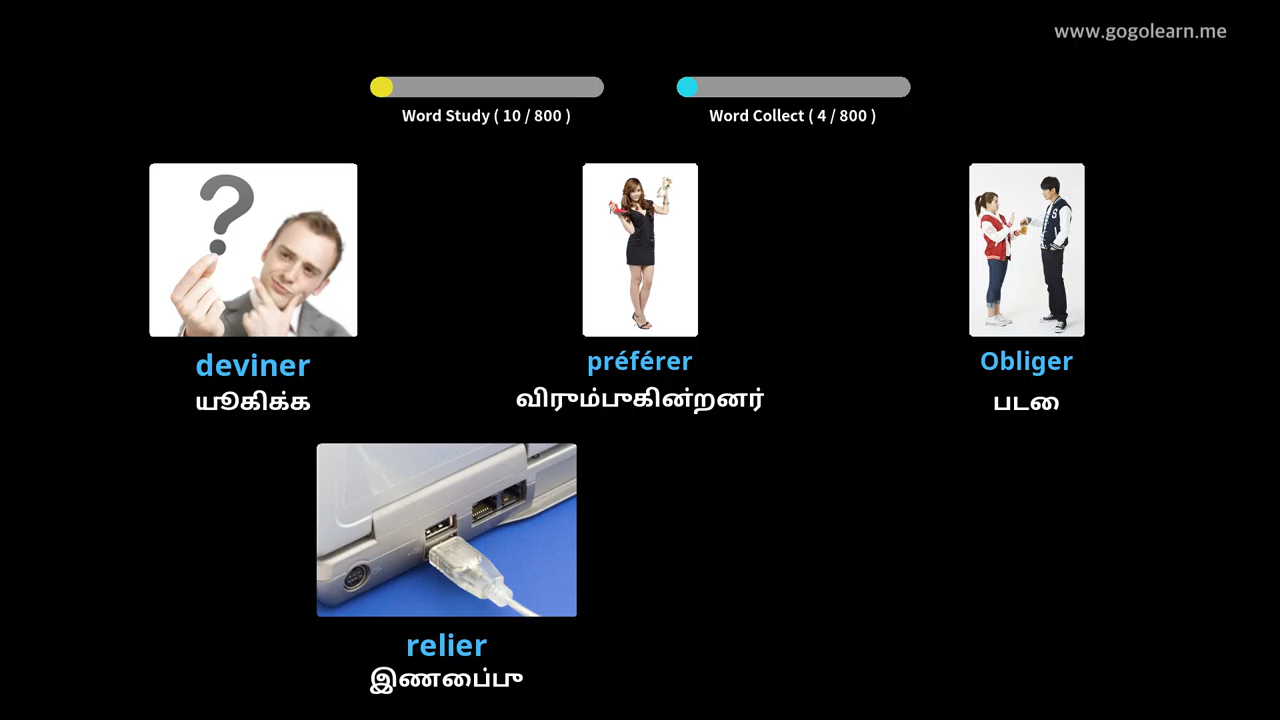 www.gogolearn.me
Word Study ( 10 / 800 )
Word Collect ( 4 / 800 )
deviner
யூகிக்க
préférer
விரும்புகின்றனர்
Obliger
படை
relier
இணைப்பு